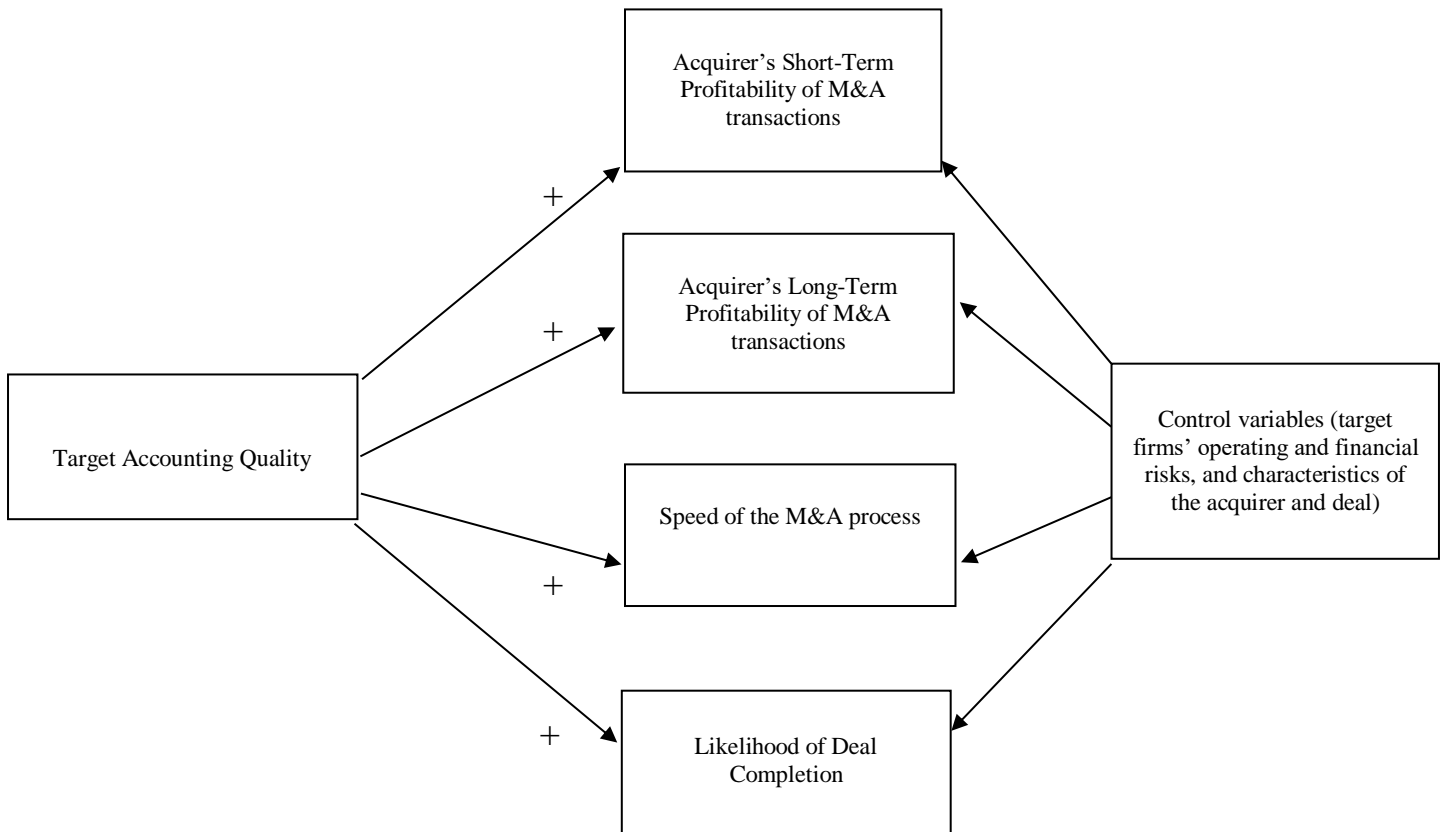 Acquirer’s Short-Term
Profitability of M&A
transactions
+
Acquirer’s Long-Term
Profitability of M&A
transactions
+
Target Accounting Quality
Control variables (target
firms’ operating and financial
risks, and characteristics of
the acquirer and deal)
Speed of the M&A process
+
Likelihood of Deal
Completion
+